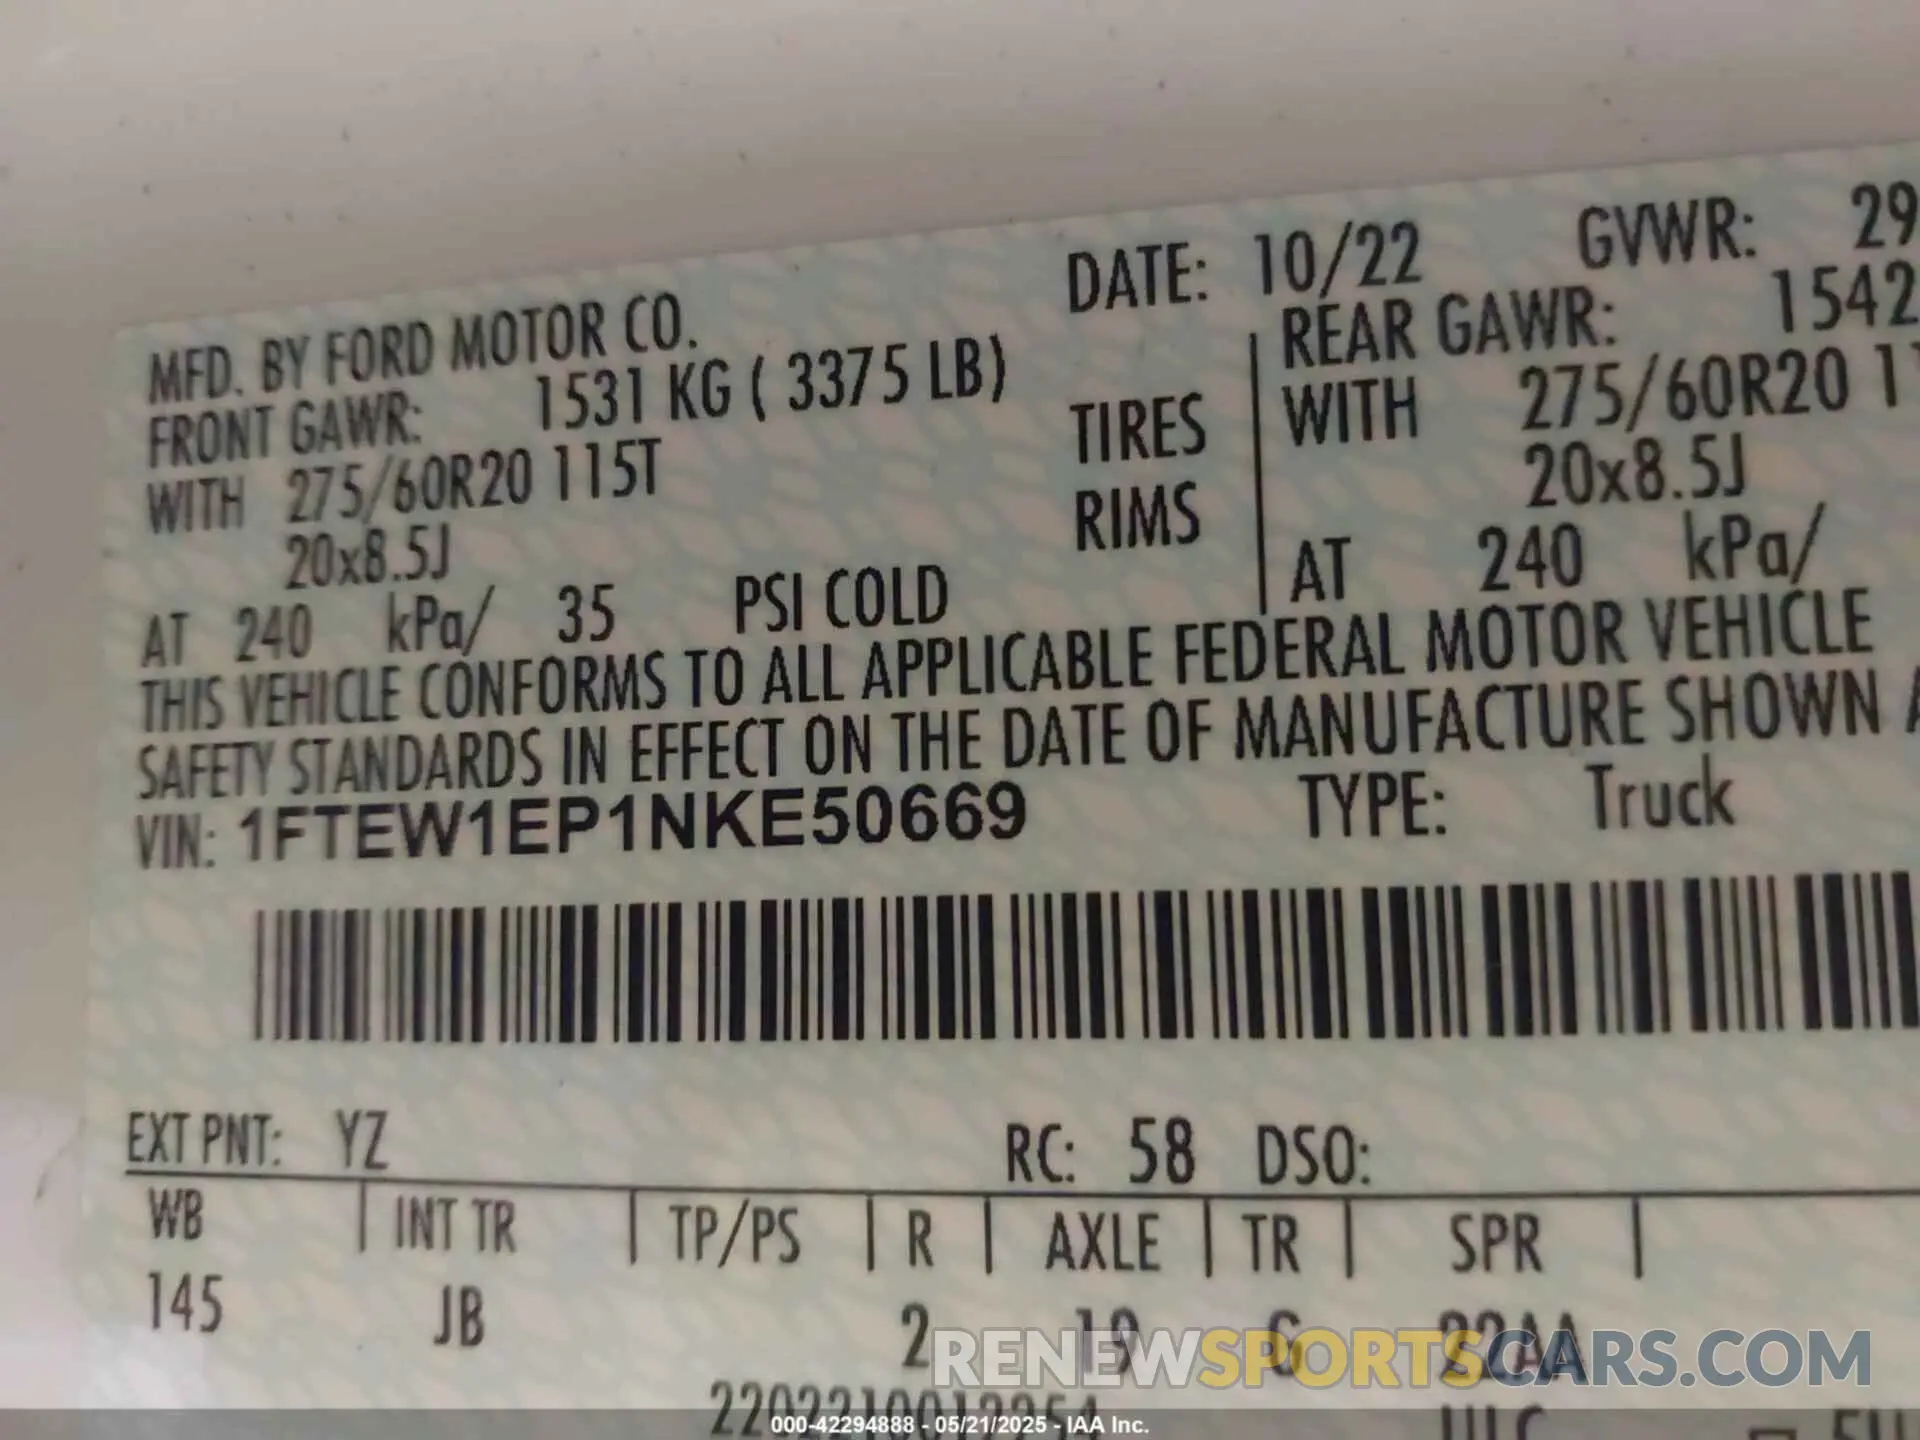 DATE: 10/22 GVWR: 29
MFD. BY FORD MOTOR CO.
FRONT GAWR: 1531 KG ( 3375 LB) REAR GAWR: 1542
WITH 275/60R20 115T TIRES WITH 275/60R20 11
20x8.5J RIMS 20x8.5J
AT 240 kPa/ 35 PSI COLD AT 240 kPa/
THIS VEHICLE CONFORMS TO ALL APPLICABLE FEDERAL MOTOR VEHICLE
SAFETY STANDARDS IN EFFECT ON THE DATE OF MANUFACTURE SHOWN A
VIN: 1FTEW1EP1NKE50669 TYPE: Truck
EXT PNT: YZ RC: 58 DSO:
WB INT TR TP/PS R AXLE TR SPR
145 JB 2 19 6 22AA
RENEWSPORTSCARS.COM
000-42294888 - 05/21/2025 - IAA Inc.